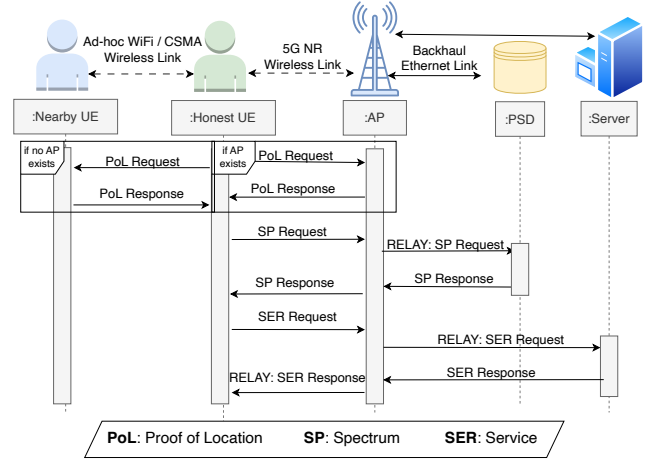 Ad-hoc WiFi / CSMA
Wireless Link
5G NR
Wireless Link
Backhaul
Ethernet Link
:Nearby UE
:Honest UE
:AP
:PSD
:Server
if no AP
exists
if AP
exists
PoL Request
PoL Request
PoL Response
PoL Response
SP Request
RELAY: SP Request
SP Response
SP Response
SER Request
RELAY: SER Request
SER Response
RELAY: SER Response
PoL: Proof of Location SP: Spectrum SER: Service